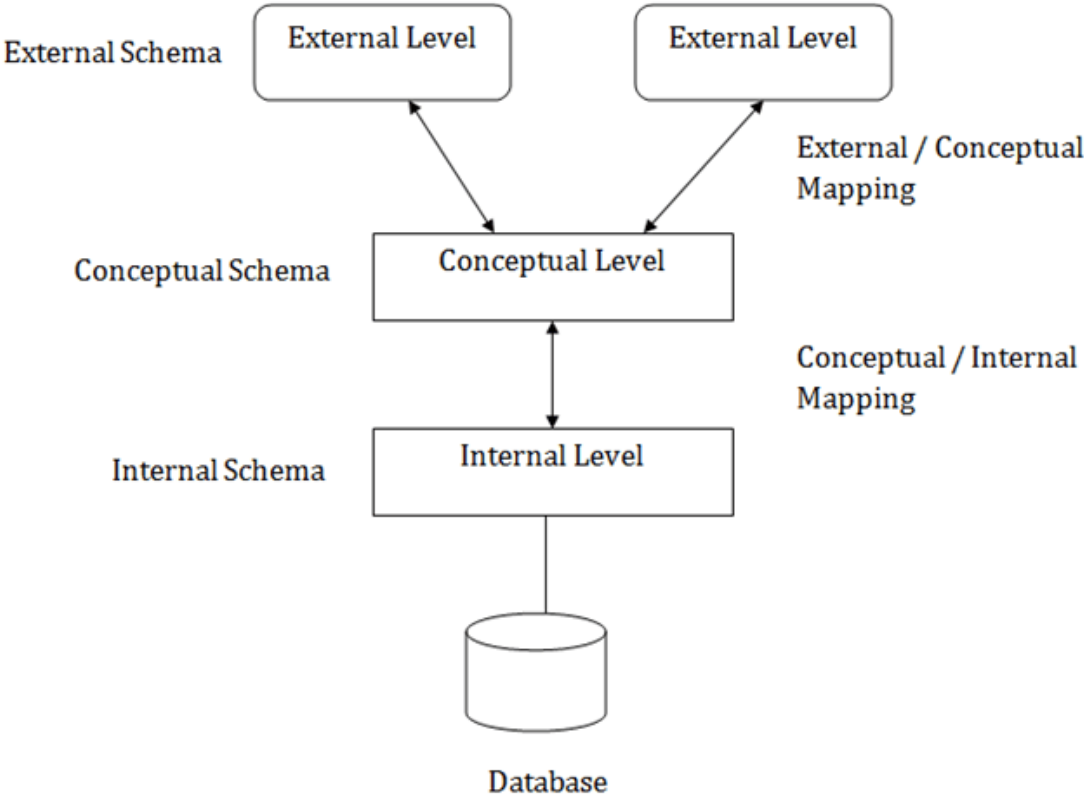 External Schema
External Level
External Level
External / Conceptual
Mapping
Conceptual Schema
Conceptual Level
Conceptual / Internal
Mapping
Internal Schema
Internal Level
Database